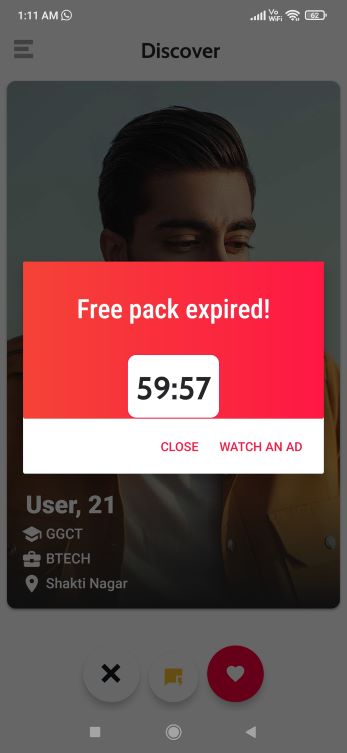 1:11 AM
Vo
WiFi
62
Discover
Free pack expired!
59:57
CLOSE
WATCH AN AD
User, 21
GGCT
BTECH
Shakti Nagar